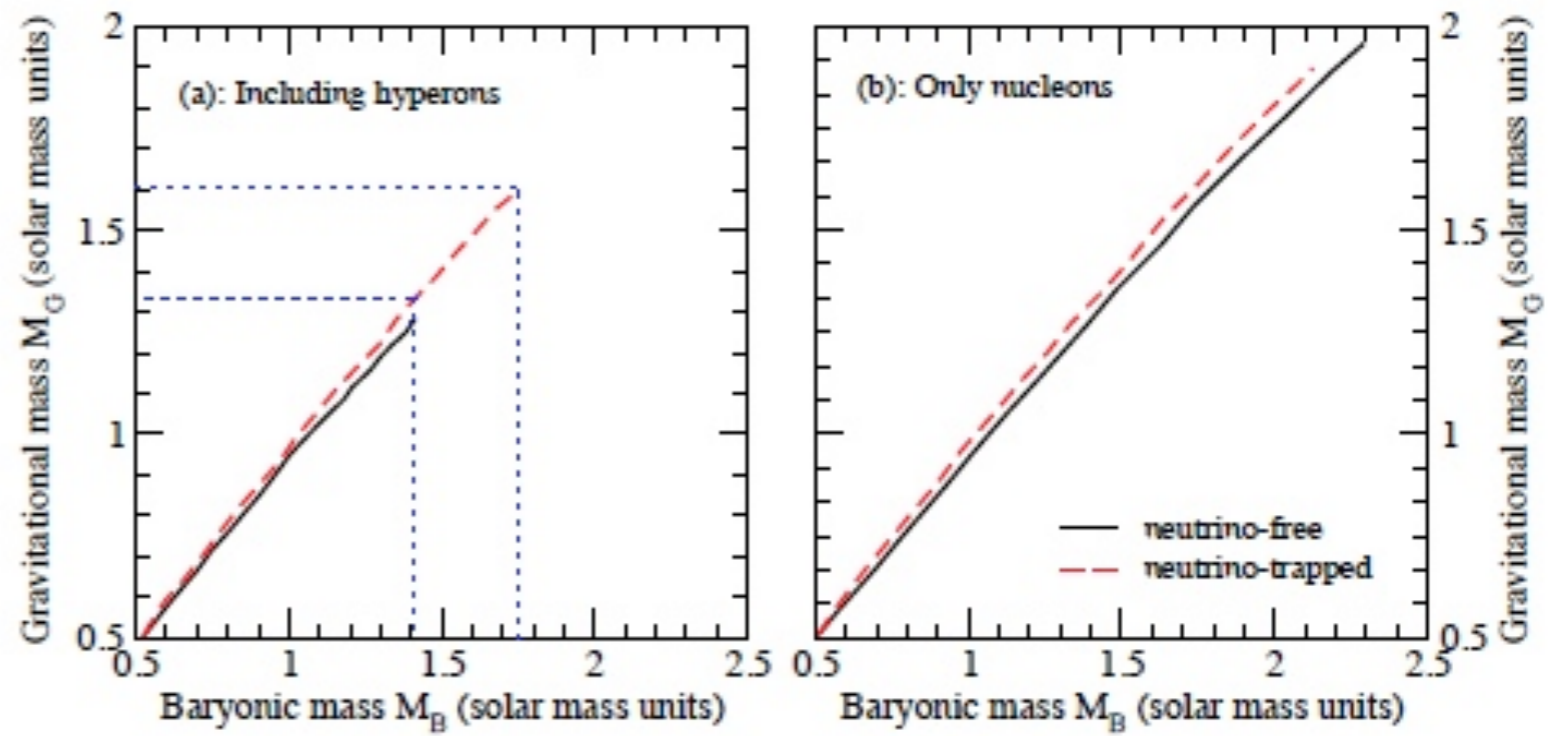 Gravitational mass M_G (solar mass units)
2
1.5
1
0.5
(a): Including hyperons
0.5 1 1.5 2 2.5
Baryonic mass M_B (solar mass units)
(b): Only nucleons
neutrino-free
neutrino-trapped
0.5 1 1.5 2 2.5
Baryonic mass M_B (solar mass units)
2
1.5
1
0.5
Gravitational mass M_G (solar mass units)